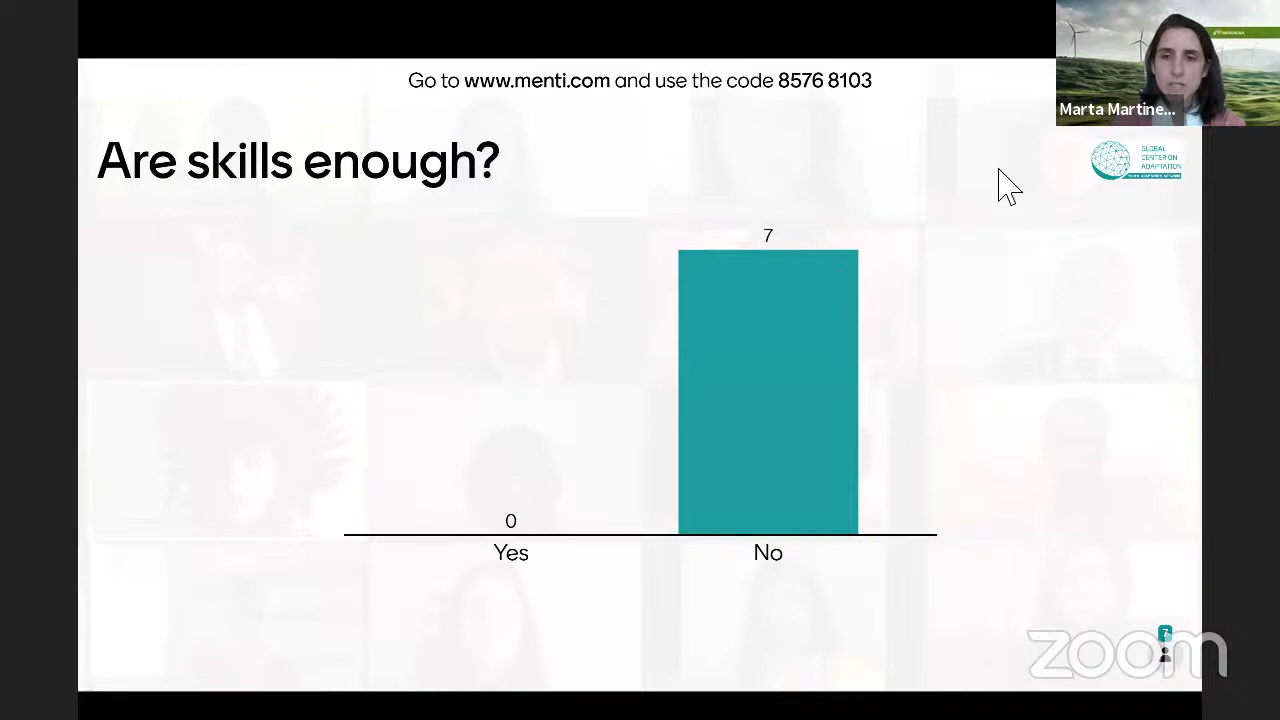 Go to www.menti.com and use the code 8576 8103
Marta Martine...
Are skills enough?
GLOBAL
CENTER ON
ADAPTATION
7
0
Yes
No
7
zoom